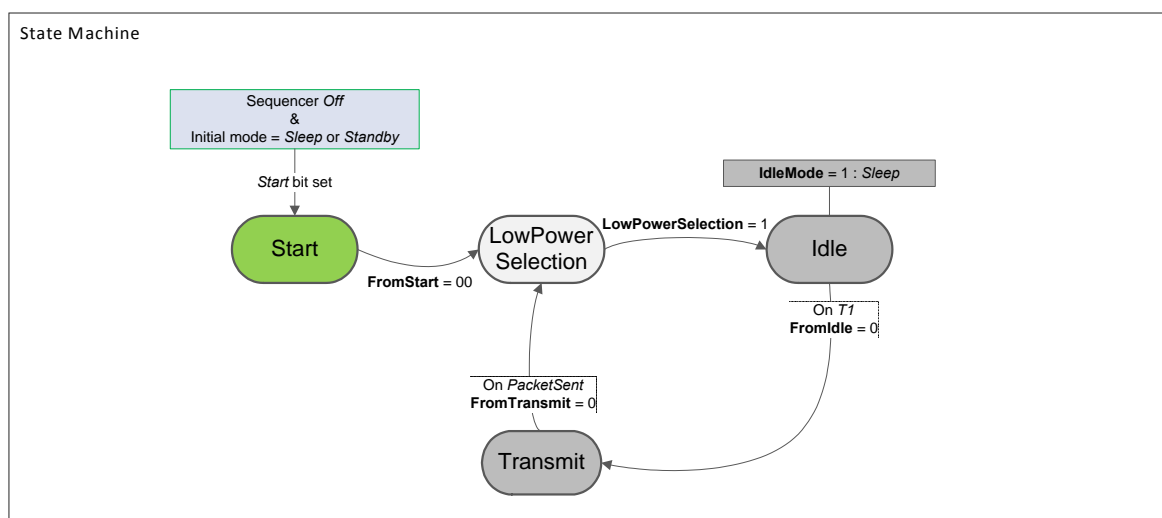 State Machine
Sequencer Off
&
Initial mode = Sleep or Standby
Start bit set
IdleMode = 1 : Sleep
Start
LowPower
Selection
LowPowerSelection = 1
Idle
FromStart = 00
On T1
FromIdle = 0
On PacketSent
FromTransmit = 0
Transmit